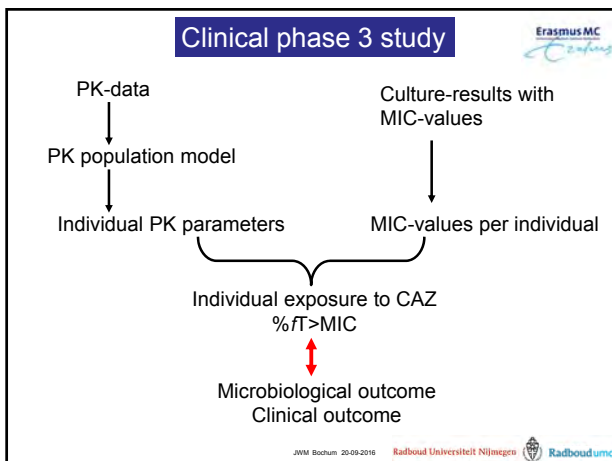 Clinical phase 3 study
Erasmus MC
PK-data
PK population model
Individual PK parameters
Culture-results with
MIC-values
MIC-values per individual
Individual exposure to CAZ
%fT>MIC
Microbiological outcome
Clinical outcome
JWM Bochum 20-09-2016
Radboud Universiteit Nijmegen
Radboudumc